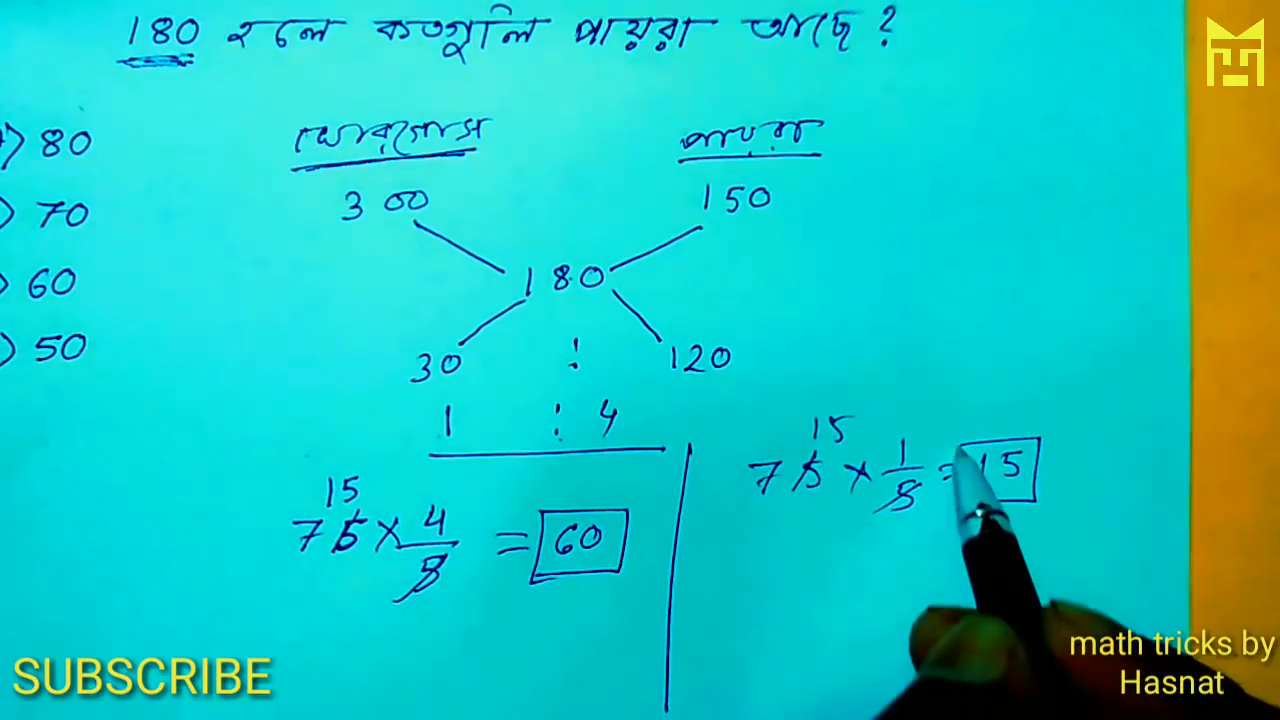 180 হলে কতগুলি পায়রা আছে ?
80
70
60
50
খোরগোস
পায়রা
300
150
180
30 : 120
1 : 4
15
75 × 4/5 = 60
15
75 × 1/5 = 15
SUBSCRIBE
math tricks by
Hasnat